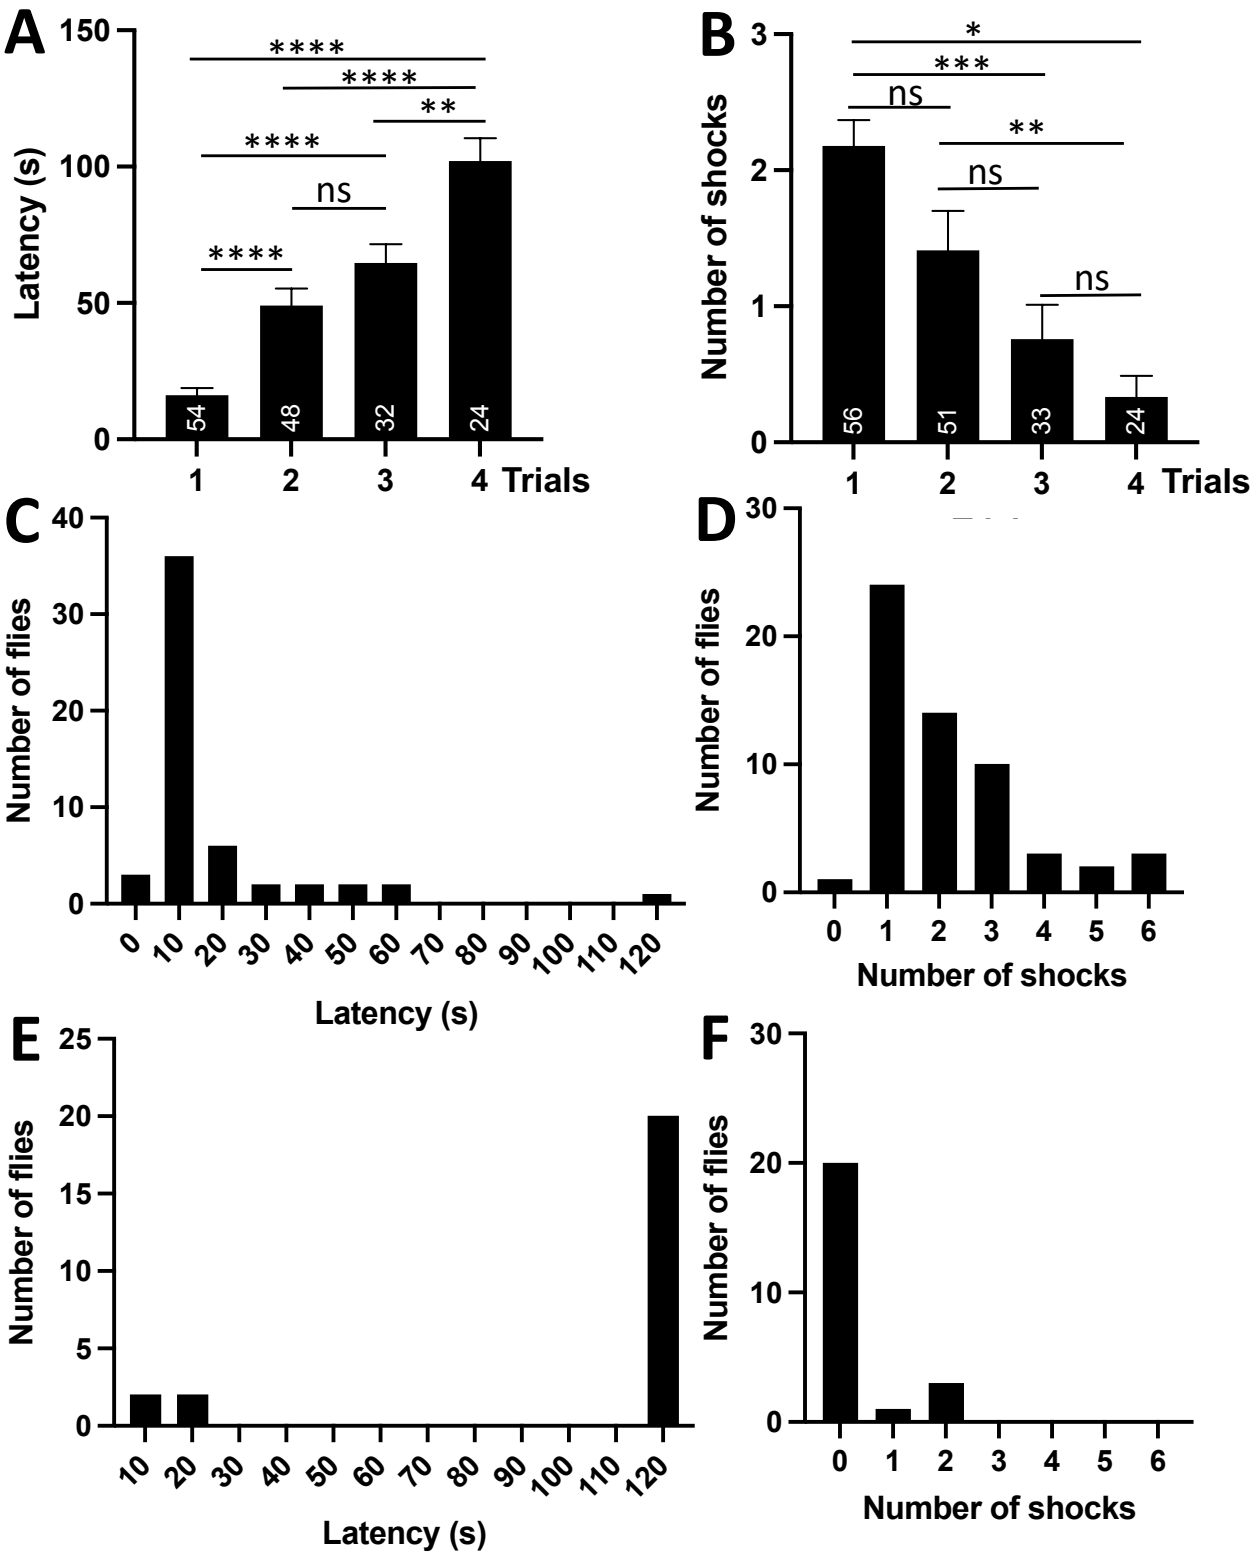 A
Latency (s)
150
100
50
0
****
****
**
****
ns
****
54
48
32
24
1 2 3 4 Trials
B
Number of shocks
3
2
1
0
*
***
ns
**
ns
ns
56
51
33
24
1 2 3 4 Trials
C
Number of flies
40
30
20
10
0
0 10 20 30 40 50 60 70 80 90 100 110 120
Latency (s)
D
Number of flies
30
20
10
0
0 1 2 3 4 5 6
Number of shocks
E
Number of flies
25
20
15
10
5
0
10 20 30 40 50 60 70 80 90 100 110 120
Latency (s)
F
Number of flies
30
20
10
0
0 1 2 3 4 5 6
Number of shocks